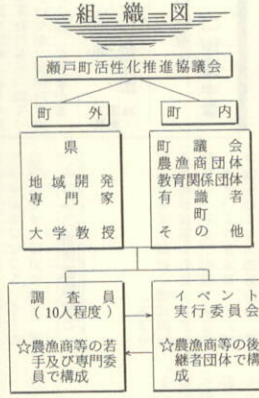 組織図
瀬戸町活性化推進協議会
町外
県
地域開発
専門家
大学教授
町内
町議会
農漁商団体
教育関係団体
有識者
町
その他
調査員
(10人程度)
☆農漁商等の若
手及び専門委
員で構成
イベント
実行委員会
☆農漁商等の後
継者団体で構
成